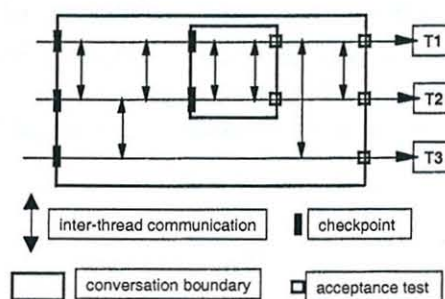 T1
T2
T3
inter-thread communication
checkpoint
conversation boundary
acceptance test